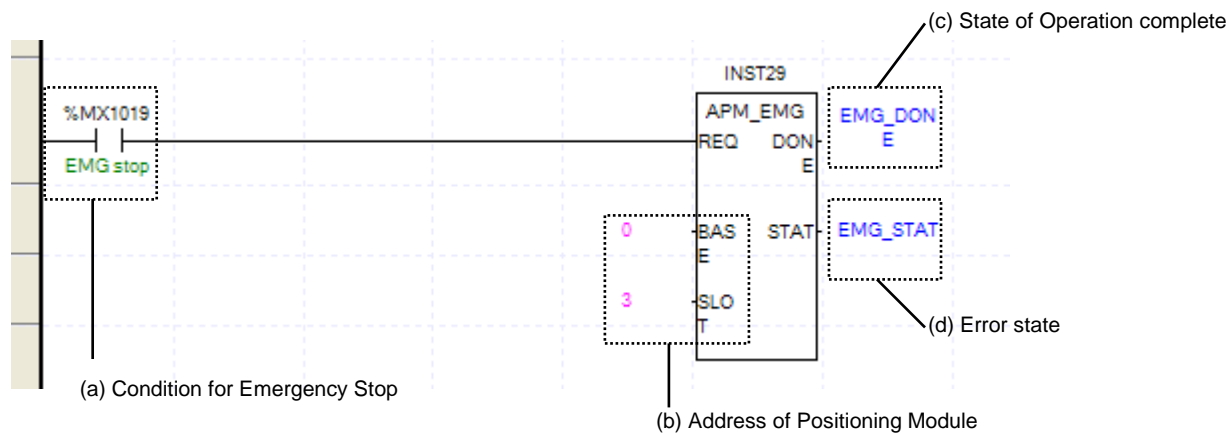 (c) State of Operation complete
INST29
%MX1019
APM_EMG
EMG_DON
E
REQ
DON
E
EMG stop
0
BAS
E
STAT
EMG_STAT
3
SLO
T
(d) Error state
(a) Condition for Emergency Stop
(b) Address of Positioning Module